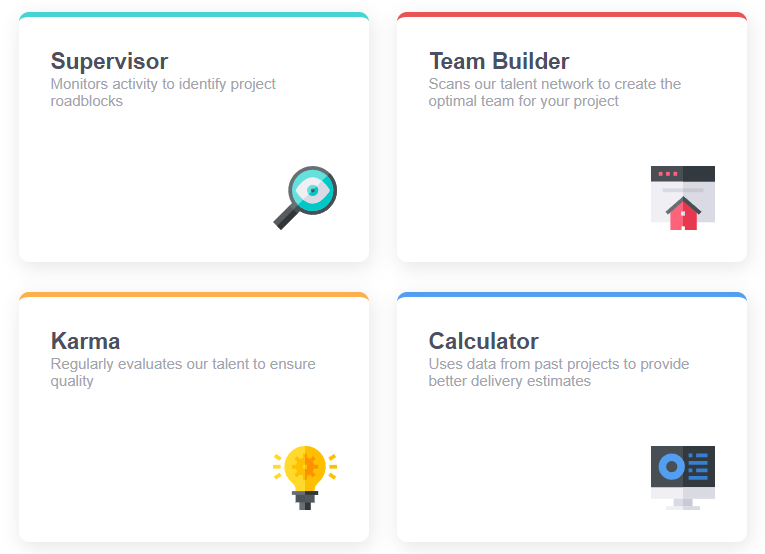 Supervisor
Monitors activity to identify project
roadblocks
Team Builder
Scans our talent network to create the
optimal team for your project
Karma
Regularly evaluates our talent to ensure
quality
Calculator
Uses data from past projects to provide
better delivery estimates